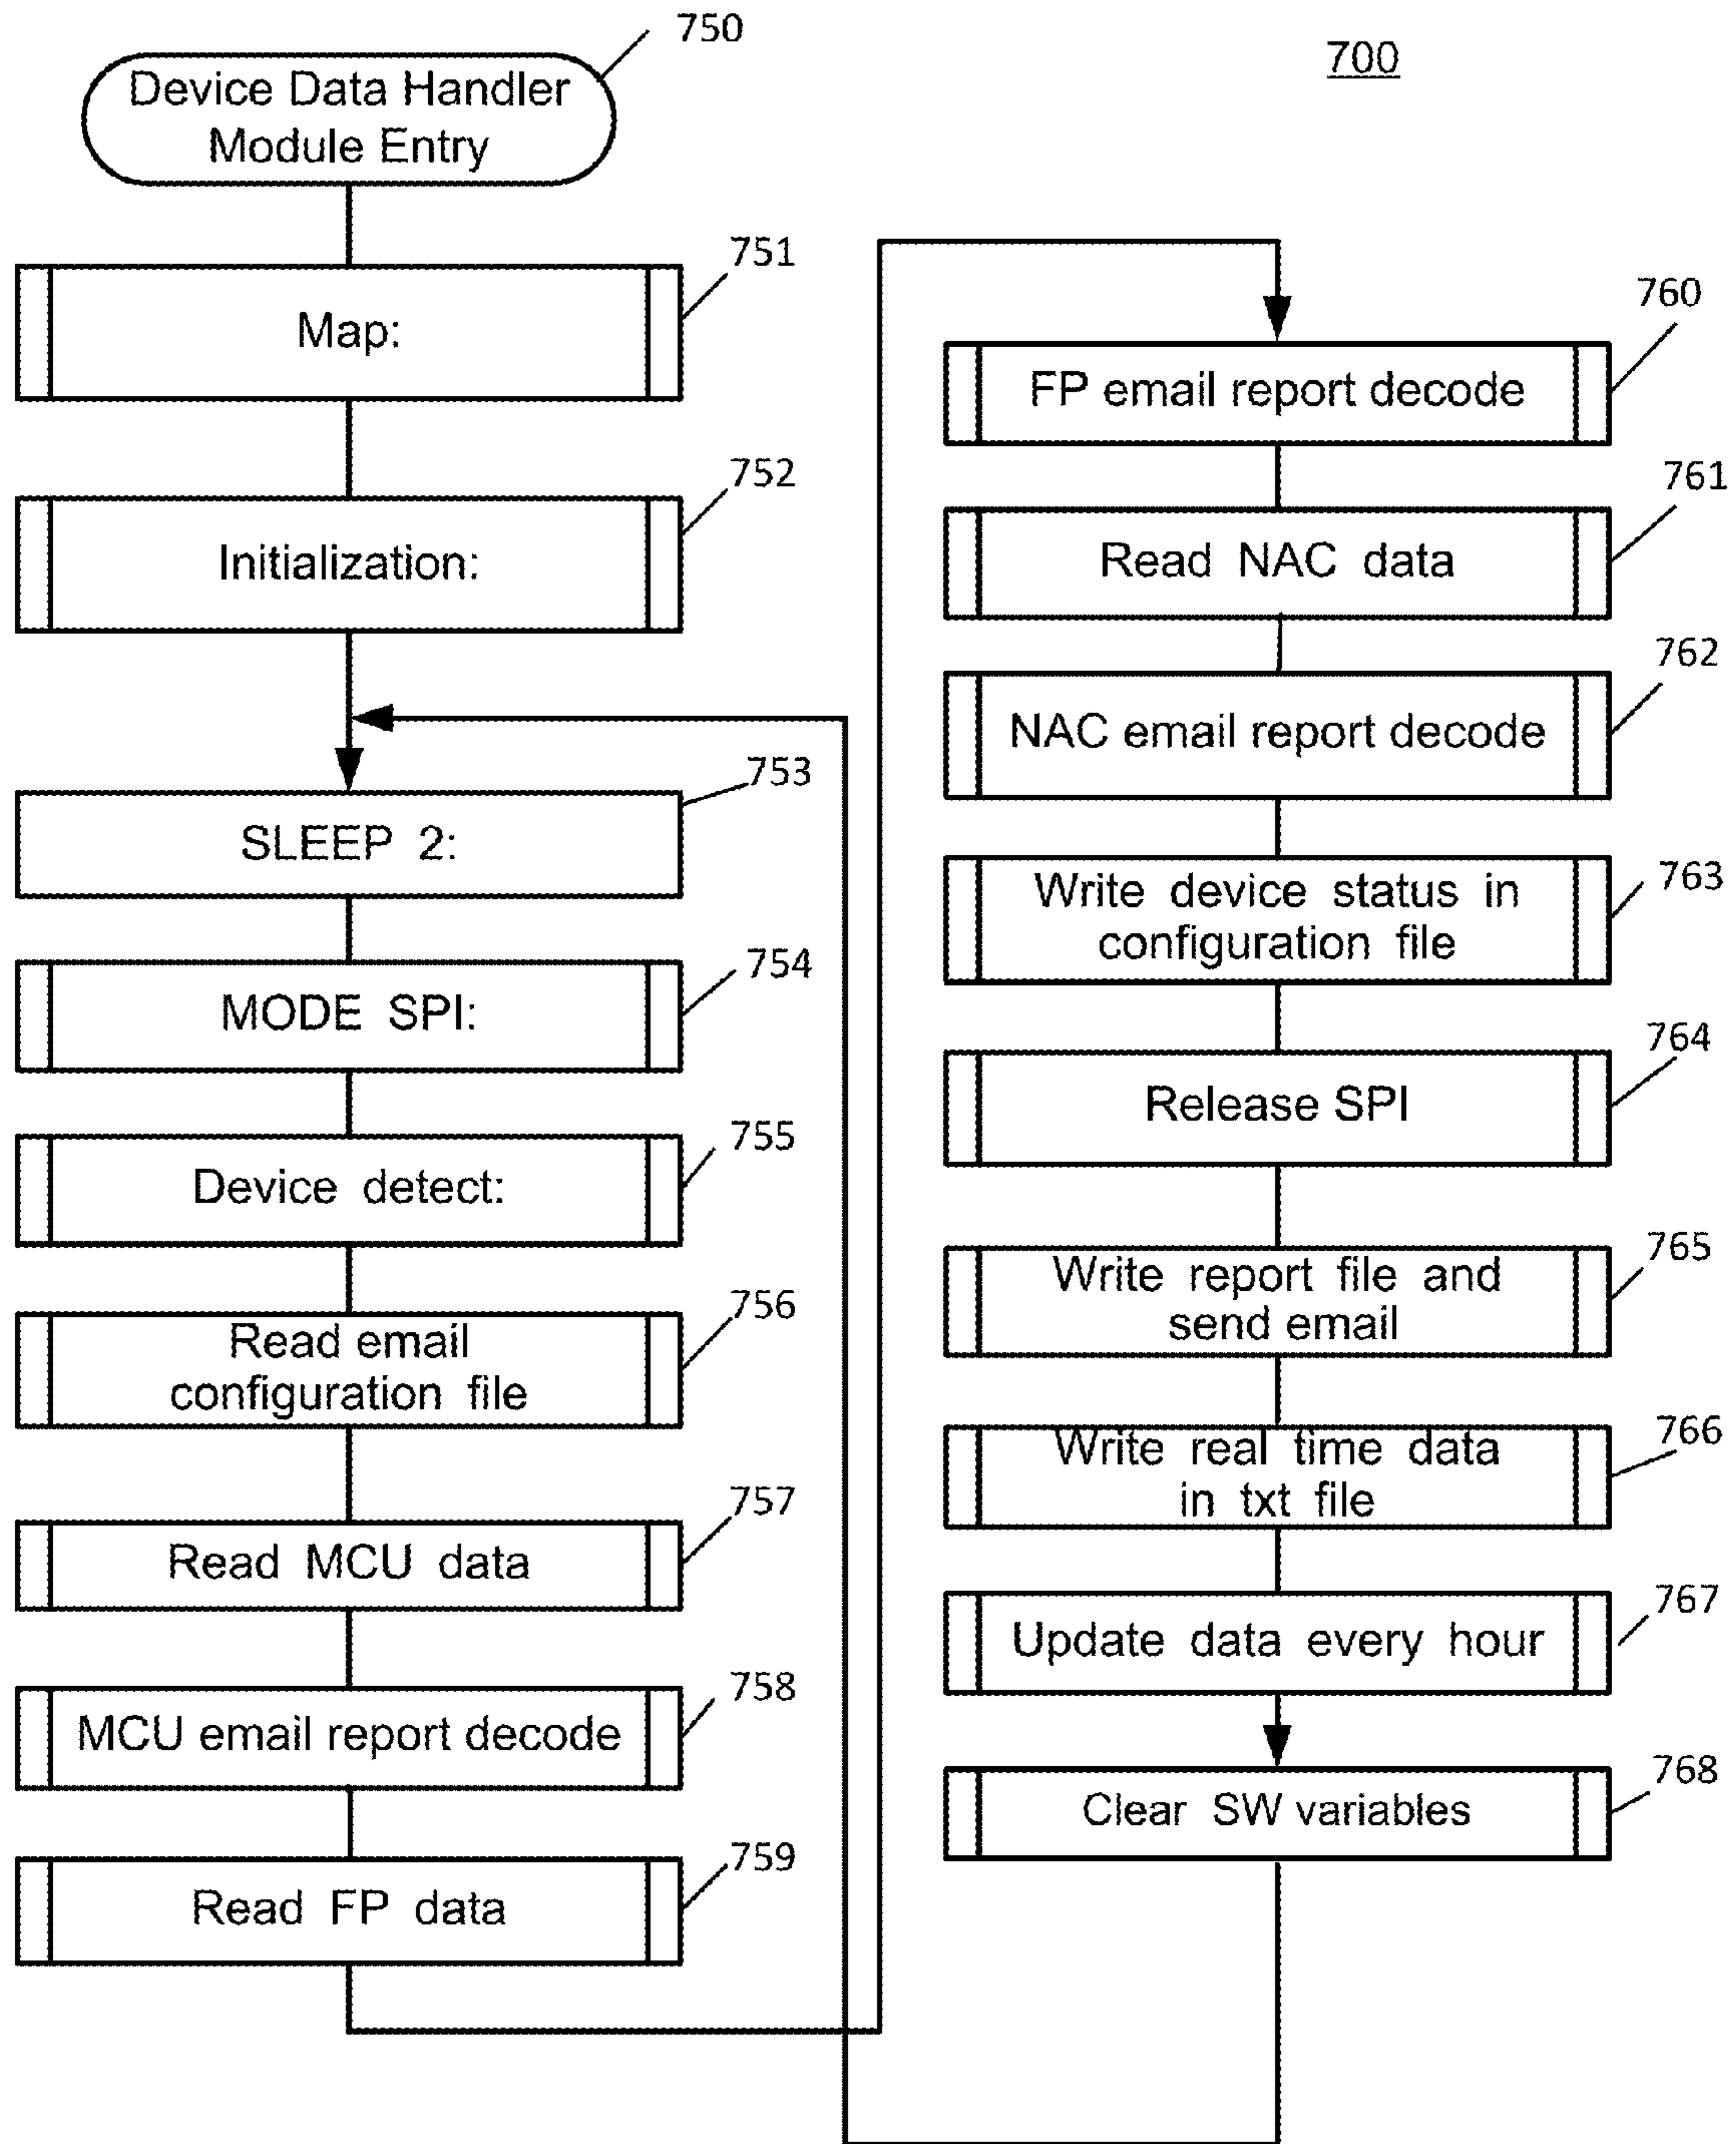 750
Device Data Handler
Module Entry
751
Map:
752
Initialization:
753
SLEEP 2:
754
MODE SPI:
755
Device detect:
756
Read email
configuration file
757
Read MCU data
758
MCU email report decode
759
Read FP data
700
760
FP email report decode
761
Read NAC data
762
NAC email report decode
763
Write device status in
configuration file
764
Release SPI
765
Write report file and
send email
766
Write real time data
in txt file
767
Update data every hour
768
Clear SW variables